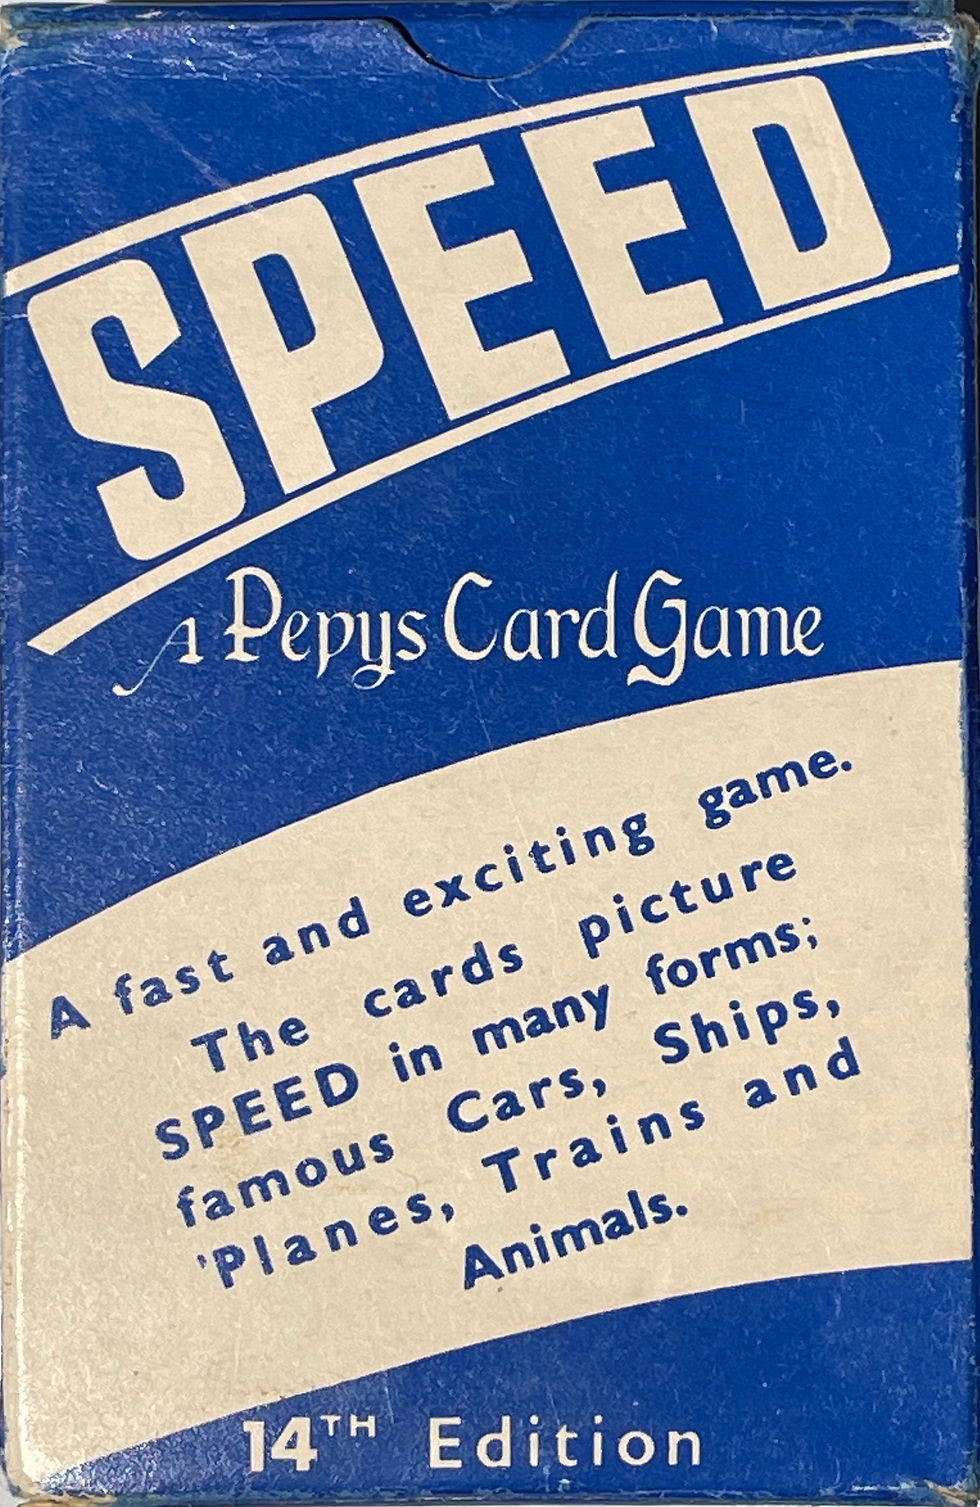 SPEED
A Pepys Card Game
A fast and exciting game.
The cards picture
SPEED in many forms;
famous Cars, Ships,
'Planes, Trains and
Animals.
14TH Edition